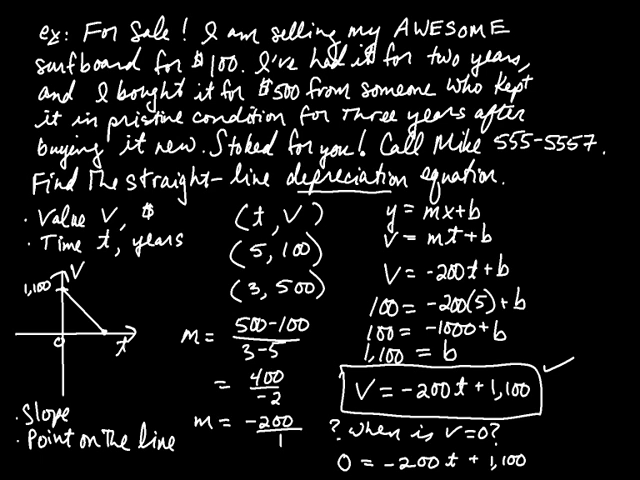 ex: For Sale! I am selling my AWESOME
surfboard for $100. I've had it for two years,
and I bought it for $500 from someone who kept
it in pristine condition for three years after
buying it new. Stoked for you! Call Mike 555-5557.
Find the straight-line depreciation equation.
· Value V, $
· Time t, years
V
1,100
0
t
· Slope
· Point on the line
(t, V)
(5, 100)
(3, 500)
m = 500-100
3-5
= 400
-2
m = -200
1
y = mx+b
V = mt+b
V = -200t+b
100 = -200(5)+b
100 = -1000+b
1,100 = b
V = -200t+1,100
? When is V=0?
0 = -200t+1,100